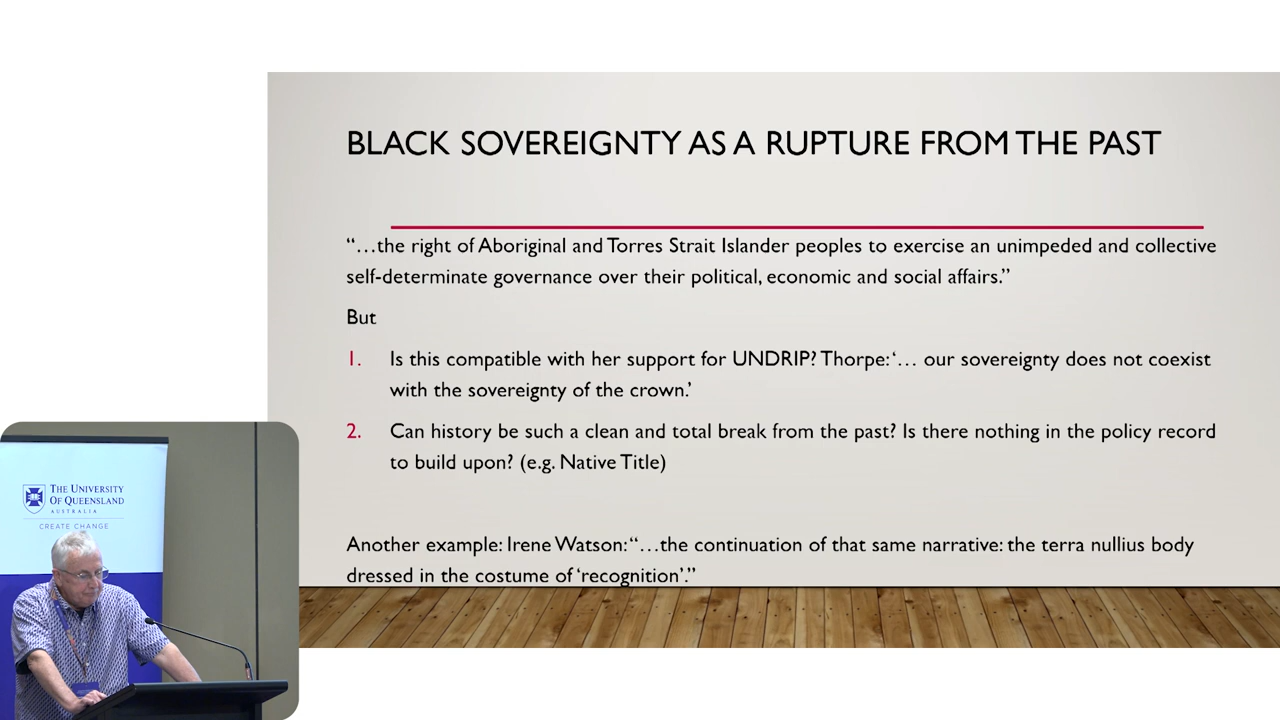 BLACK SOVEREIGNTY AS A RUPTURE FROM THE PAST
“…the right of Aboriginal and Torres Strait Islander peoples to exercise an unimpeded and collective
self-determinate governance over their political, economic and social affairs.”
But
1. Is this compatible with her support for UNDRIP? Thorpe: ‘… our sovereignty does not coexist
with the sovereignty of the crown.’
2. Can history be such a clean and total break from the past? Is there nothing in the policy record
to build upon? (e.g. Native Title)
Another example: Irene Watson: “…the continuation of that same narrative: the terra nullius body
dressed in the costume of ‘recognition’.”
THE UNIVERSITY
OF QUEENSLAND
AUSTRALIA
CREATE CHANGE